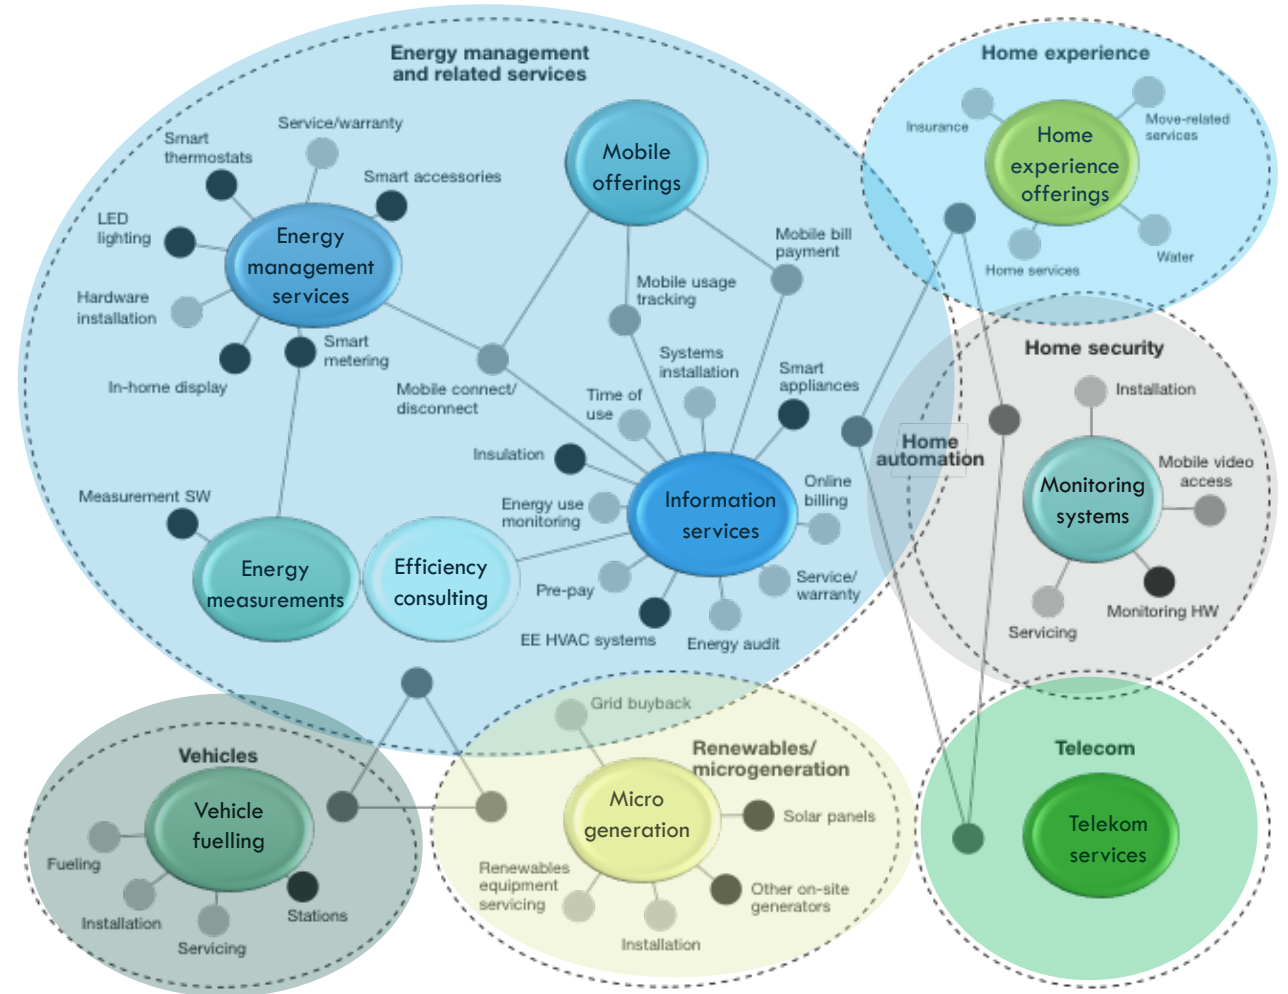 Energy management
and related services
Service/warranty
Smart
thermostats
Smart accessories
LED
lighting
Energy
management
services
Hardware
installation
In-home display
Smart
metering
Mobile
offerings
Mobile bill
payment
Mobile usage
tracking
Mobile connect/
disconnect
Systems
installation
Time of
use
Smart
appliances
Insulation
Energy use
monitoring
Information
services
Online
billing
Pre-pay
EE HVAC systems
Energy audit
Service/
warranty
Measurement SW
Energy
measurements
Efficiency
consulting
Home experience
Insurance
Move-related
services
Home
experience
offerings
Home services
Water
Home security
Installation
Home
automation
Monitoring
systems
Mobile video
access
Monitoring HW
Servicing
Vehicles
Vehicle
fuelling
Fueling
Installation
Servicing
Stations
Grid buyback
Renewables/
microgeneration
Micro
generation
Solar panels
Renewables
equipment
servicing
Other on-site
generators
Installation
Telecom
Telekom
services